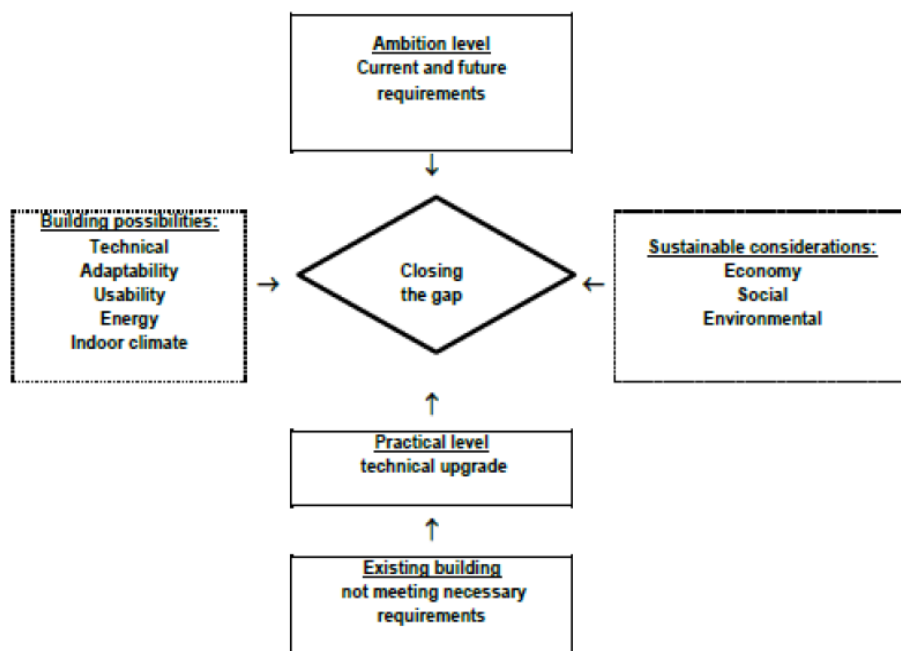 Ambition level
Current and future
requirements
Building possibilities:
Technical
Adaptability
Usability
Energy
Indoor climate
Closing
the gap
Sustainable considerations:
Economy
Social
Environmental
Practical level
technical upgrade
Existing building
not meeting necessary
requirements